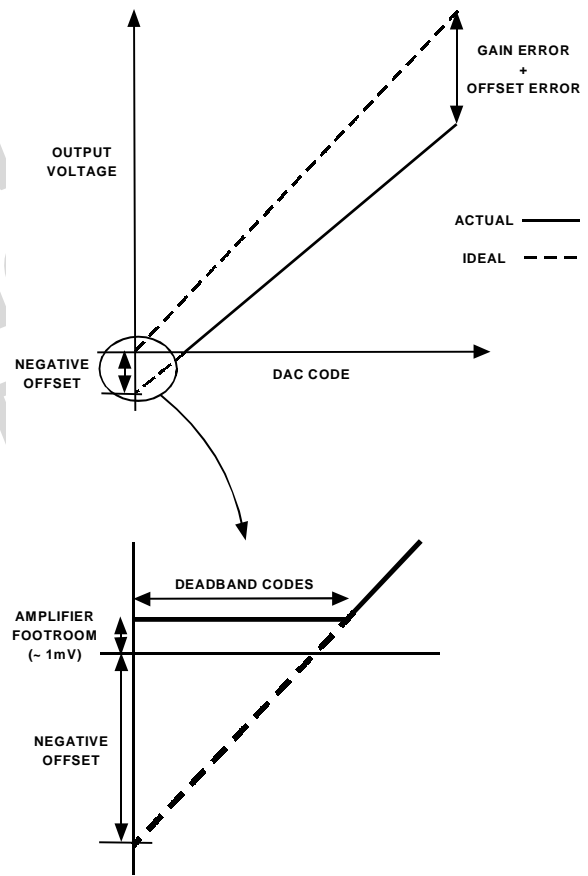 GAIN ERROR
+
OFFSET ERROR
OUTPUT
VOLTAGE
ACTUAL
IDEAL
NEGATIVE
OFFSET
DAC CODE
DEADBAND CODES
AMPLIFIER
FOOTROOM
(~ 1mV)
NEGATIVE
OFFSET